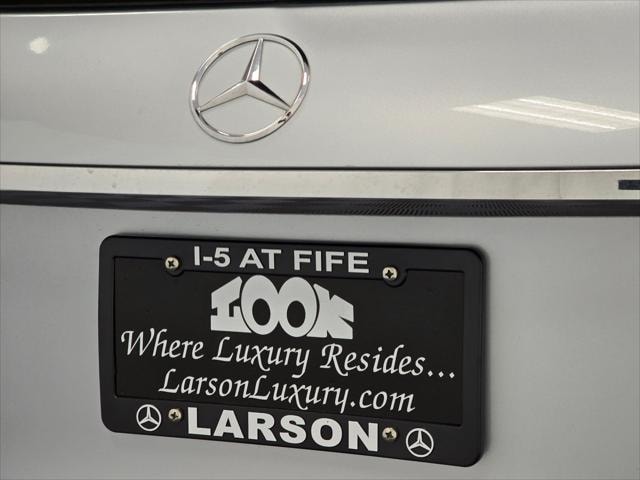 I-5 AT FIFE
LOOK
Where Luxury Resides...
LarsonLuxury.com
LARSON